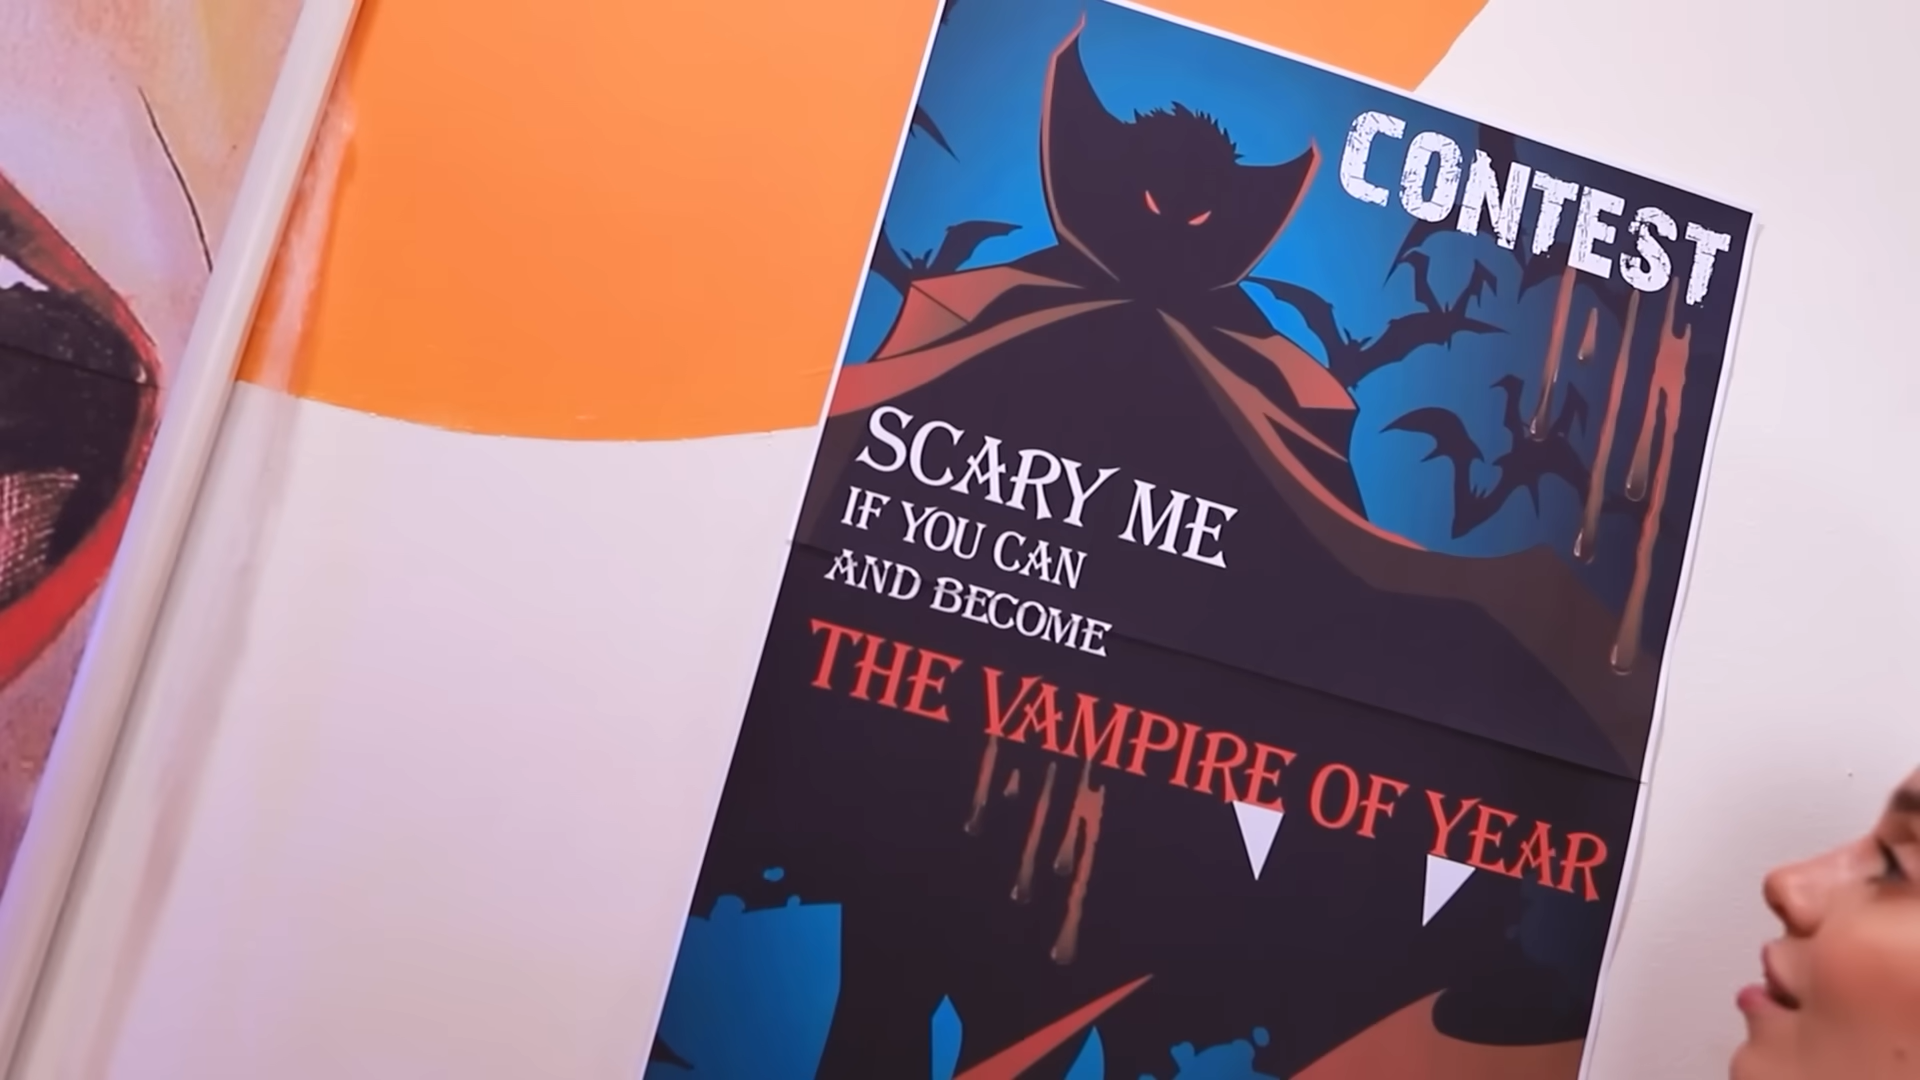 CONTEST
SCARY ME
IF YOU CAN
AND BECOME
THE VAMPIRE OF YEAR